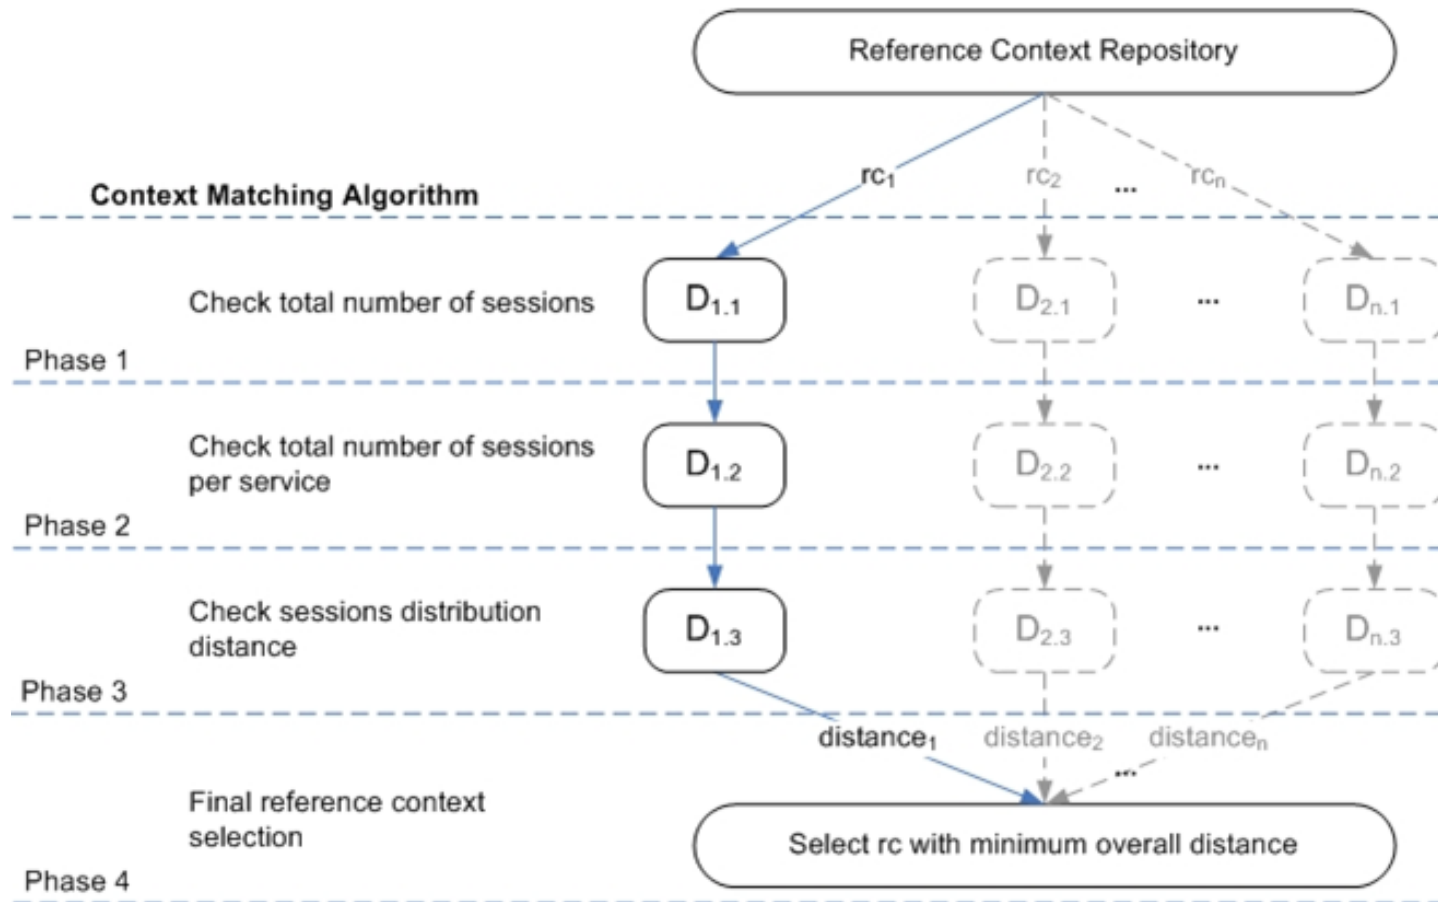 Reference Context Repository
rc₁ rc₂ ... rcₙ
Context Matching Algorithm
Check total number of sessions
D₁.₁ D₂.₁ ... Dₙ.₁
Phase 1
Check total number of sessions
per service
D₁.₂ D₂.₂ ... Dₙ.₂
Phase 2
Check sessions distribution
distance
D₁.₃ D₂.₃ ... Dₙ.₃
Phase 3
distance₁ distance₂ distanceₙ
...
Final reference context
selection
Select rc with minimum overall distance
Phase 4